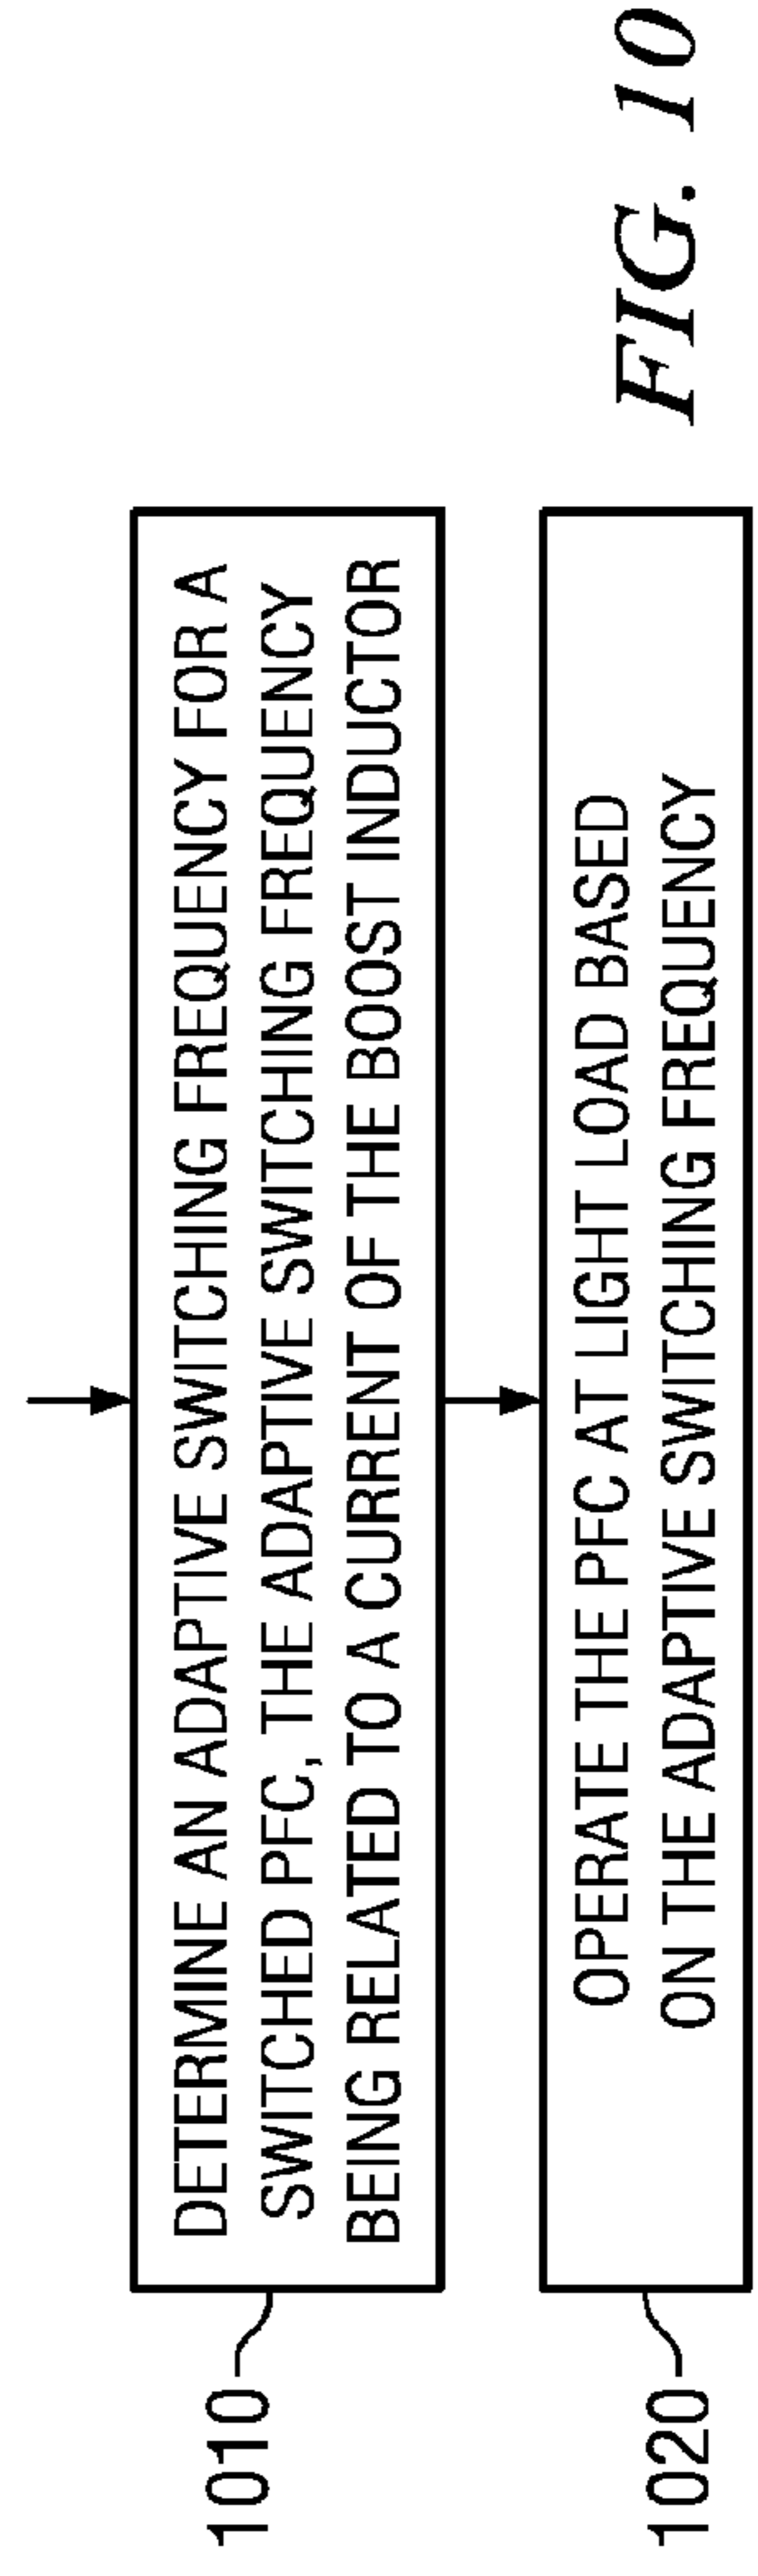 1010
DETERMINE AN ADAPTIVE SWITCHING FREQUENCY FOR A
SWITCHED PFC, THE ADAPTIVE SWITCHING FREQUENCY
BEING RELATED TO A CURRENT OF THE BOOST INDUCTOR
1020
OPERATE THE PFC AT LIGHT LOAD BASED
ON THE ADAPTIVE SWITCHING FREQUENCY
FIG. 10